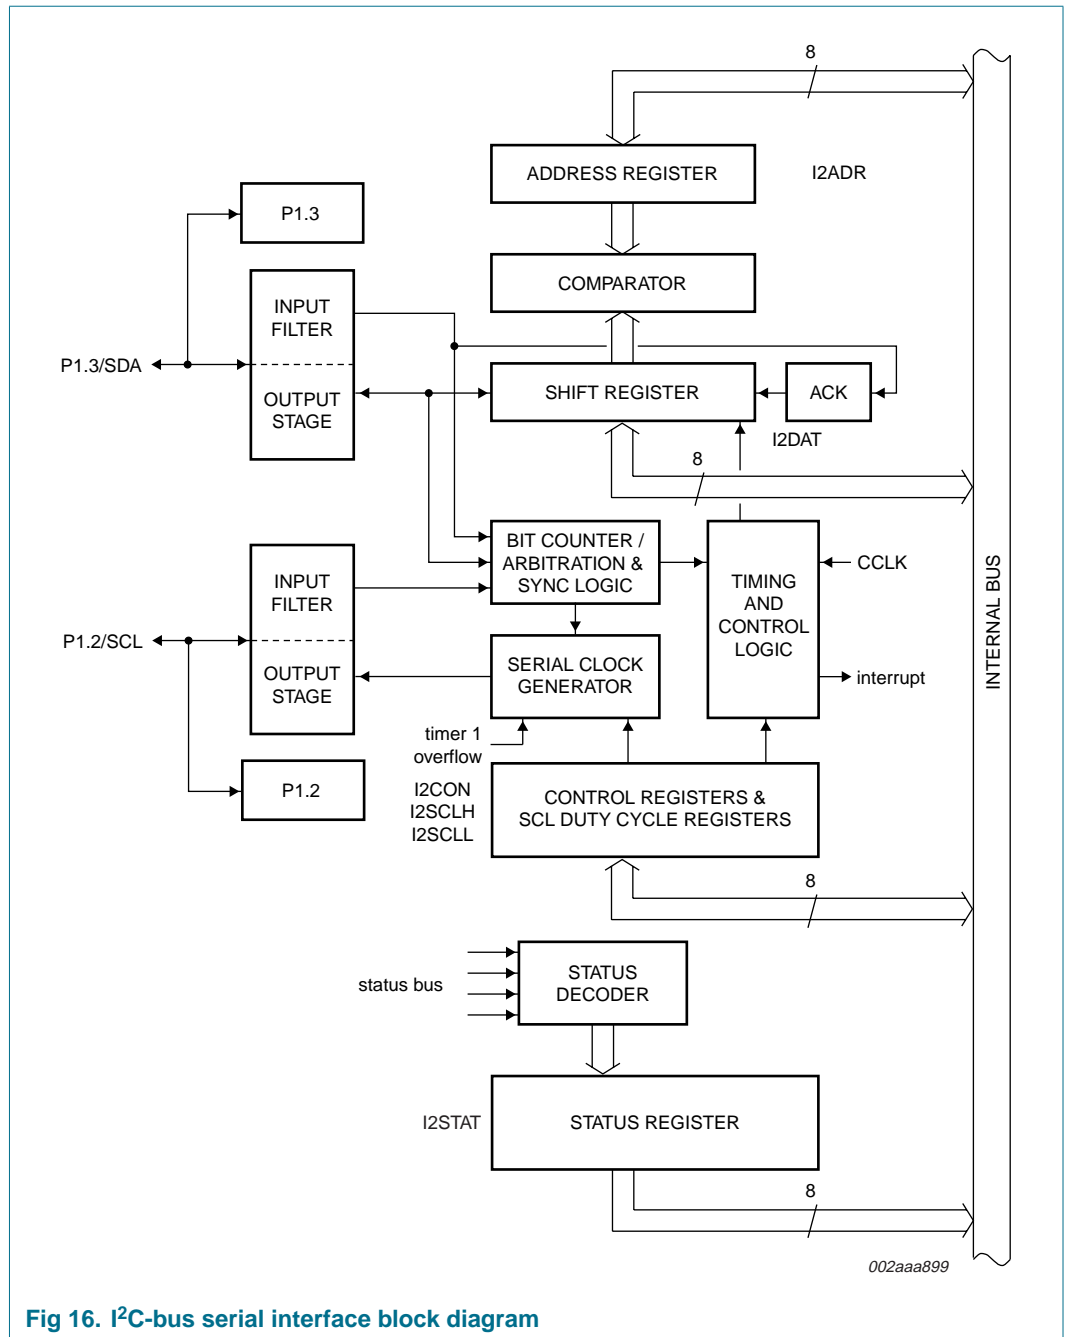 8
ADDRESS REGISTER
I2ADR
P1.3
COMPARATOR
INPUT
FILTER
P1.3/SDA
OUTPUT
STAGE
SHIFT REGISTER
ACK
I2DAT
8
BIT COUNTER /
ARBITRATION &
SYNC LOGIC
INPUT
FILTER
TIMING
AND
CONTROL
LOGIC
CCLK
INTERNAL BUS
P1.2/SCL
OUTPUT
STAGE
SERIAL CLOCK
GENERATOR
interrupt
timer 1
overflow
P1.2
I2CON
I2SCLH
I2SCLL
CONTROL REGISTERS &
SCL DUTY CYCLE REGISTERS
8
status bus
STATUS
DECODER
I2STAT
STATUS REGISTER
8
002aaa899
Fig 16. I²C-bus serial interface block diagram